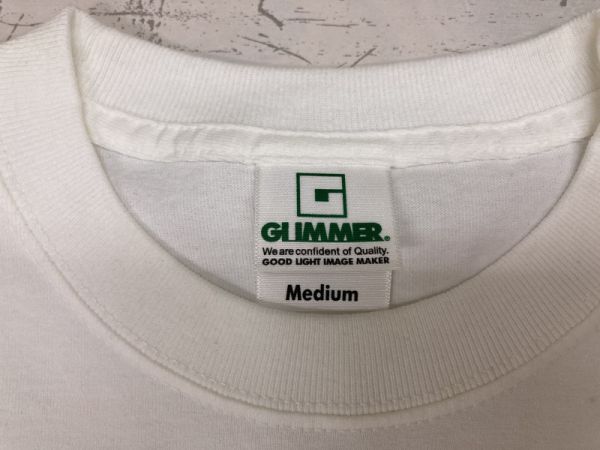 G
GLIMMER®
We are confident of Quality.
GOOD LIGHT IMAGE MAKER
Medium